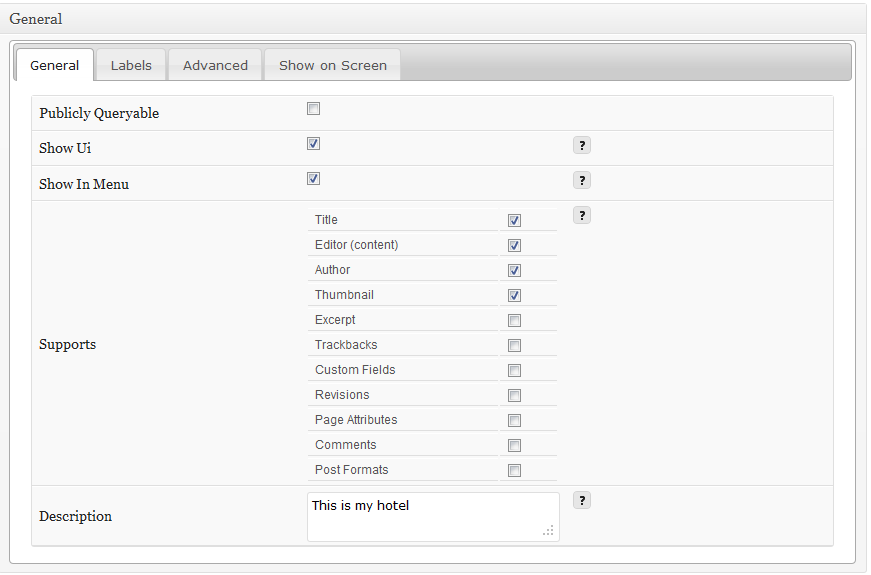 General
General Labels Advanced Show on Screen
Publicly Queryable
Show Ui ?
Show In Menu ?
Supports ?
Title
Editor (content)
Author
Thumbnail
Excerpt
Trackbacks
Custom Fields
Revisions
Page Attributes
Comments
Post Formats
Description This is my hotel ?